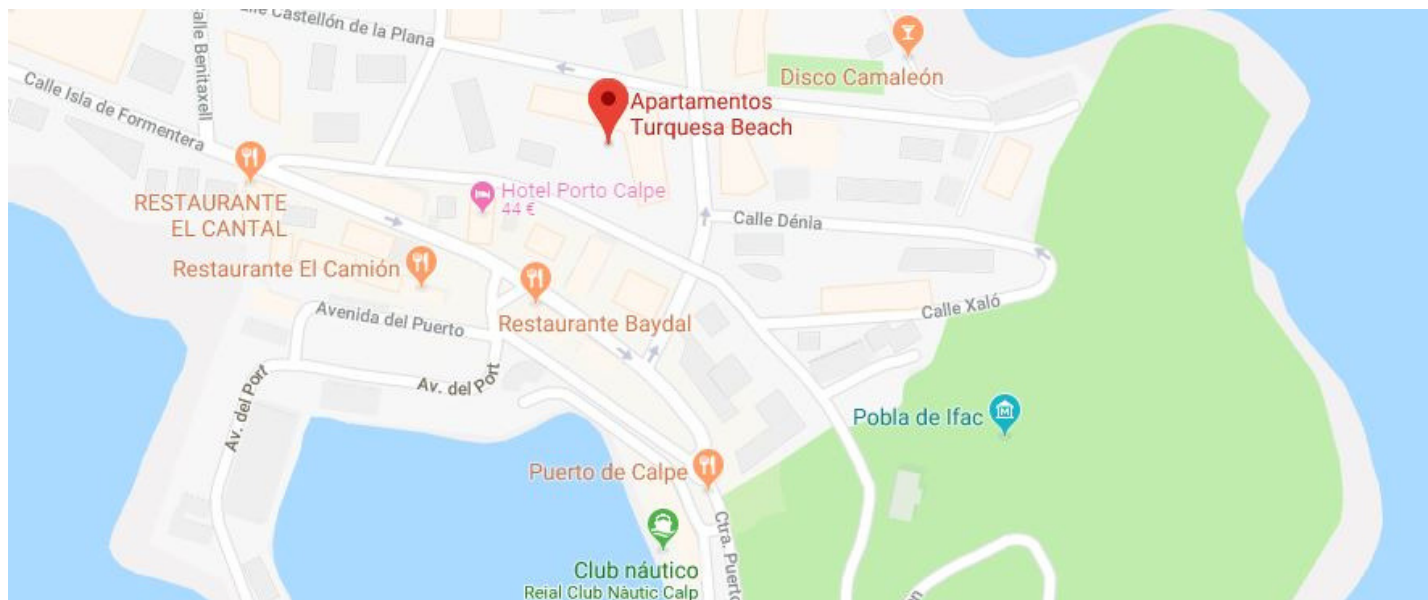 alle Castellón de la Plana
alle Benitaxell
Disco Camaleón
Calle Isla de Formentera
Apartamentos
Turquesa Beach
Hotel Porto Calpe
44 €
RESTAURANTE
EL CANTAL
Calle Dénia
Restaurante El Camión
Calle Xaló
Avenida del Puerto
Restaurante Baydal
Av. del Port
Av. del Port
Pobla de Ifac
M
Puerto de Calpe
Ctra. Puerto
Club náutico
Reial Club Nàutic Calp